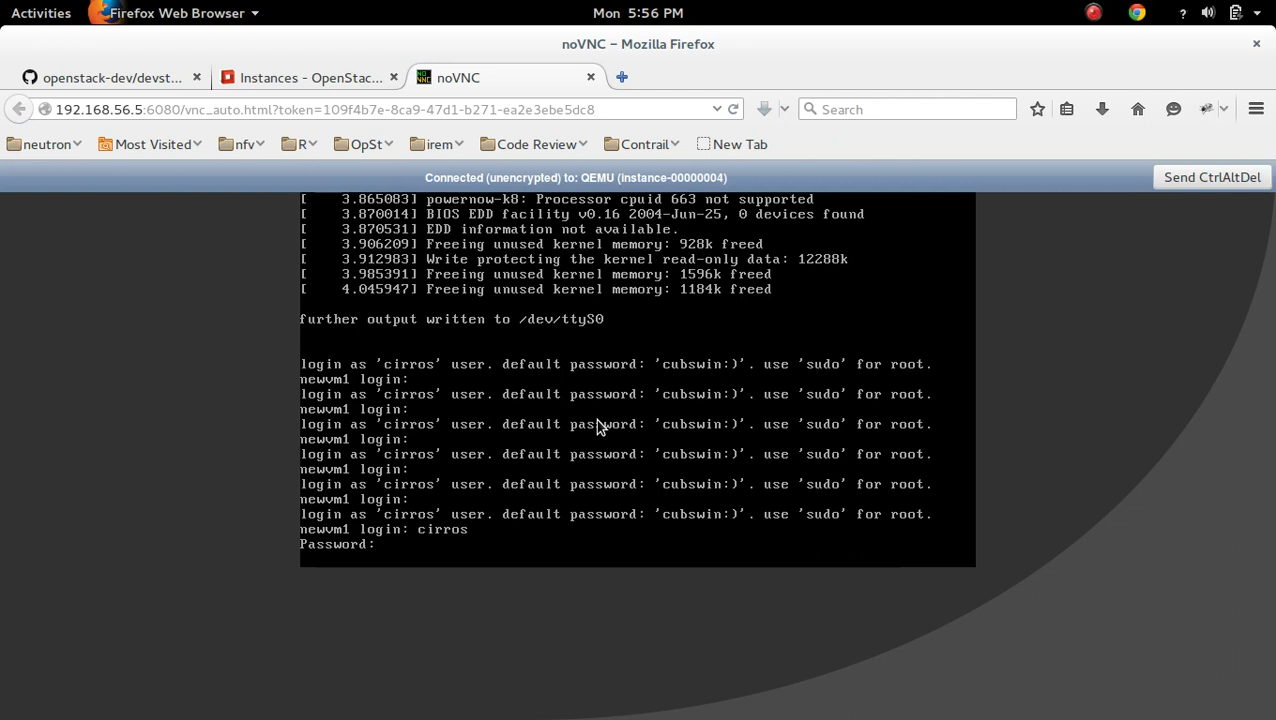 Activities Firefox Web Browser Mon 5:56 PM ?
noVNC - Mozilla Firefox
openstack-dev/devst... Instances - OpenStac... noVNC
192.168.56.5:6080/vnc_auto.html?token=109f4b7e-8ca9-47d1-b271-ea2e3ebe5dc8 Search
neutron Most Visited nfv R OpSt irem Code Review Contrail New Tab
Connected (unencrypted) to: QEMU (instance-00000004) Send CtrlAltDel
[    3.865083] powernow-k8: Processor cpuid 663 not supported
[    3.870014] BIOS EDD facility v0.16 2004-Jun-25, 0 devices found
[    3.870531] EDD information not available.
[    3.906209] Freeing unused kernel memory: 928k freed
[    3.912983] Write protecting the kernel read-only data: 12288k
[    3.985391] Freeing unused kernel memory: 1596k freed
[    4.045947] Freeing unused kernel memory: 1184k freed
further output written to /dev/ttyS0
login as 'cirros' user. default password: 'cubswin:)'. use 'sudo' for root.
newvm1 login:
login as 'cirros' user. default password: 'cubswin:)'. use 'sudo' for root.
newvm1 login:
login as 'cirros' user. default password: 'cubswin:)'. use 'sudo' for root.
newvm1 login:
login as 'cirros' user. default password: 'cubswin:)'. use 'sudo' for root.
newvm1 login:
login as 'cirros' user. default password: 'cubswin:)'. use 'sudo' for root.
newvm1 login:
login as 'cirros' user. default password: 'cubswin:)'. use 'sudo' for root.
newvm1 login: cirros
Password: